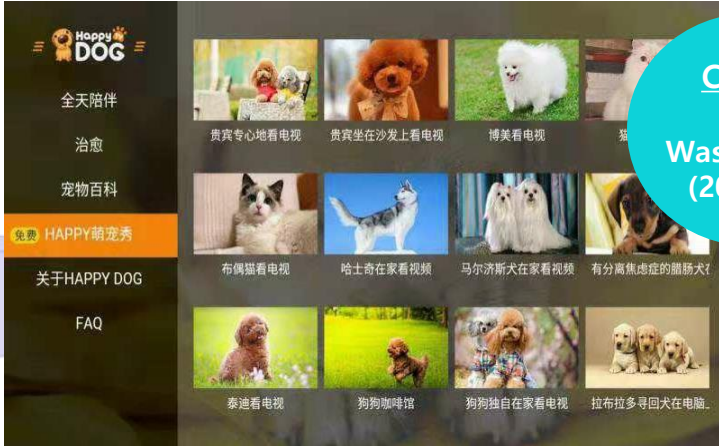 Happy
DOG
全天陪伴
治愈
宠物百科
免费 HAPPY萌宠秀
关于HAPPY DOG
FAQ
贵宾专心地看电视
贵宾坐在沙发上看电视
博美看电视
猫
布偶猫看电视
哈士奇在家看视频
马尔济斯犬在家看视频
有分离焦虑症的腊肠犬在
泰迪看电视
狗狗咖啡馆
狗狗独自在家看电视
拉布拉多寻回犬在电脑...
C
Was
(20